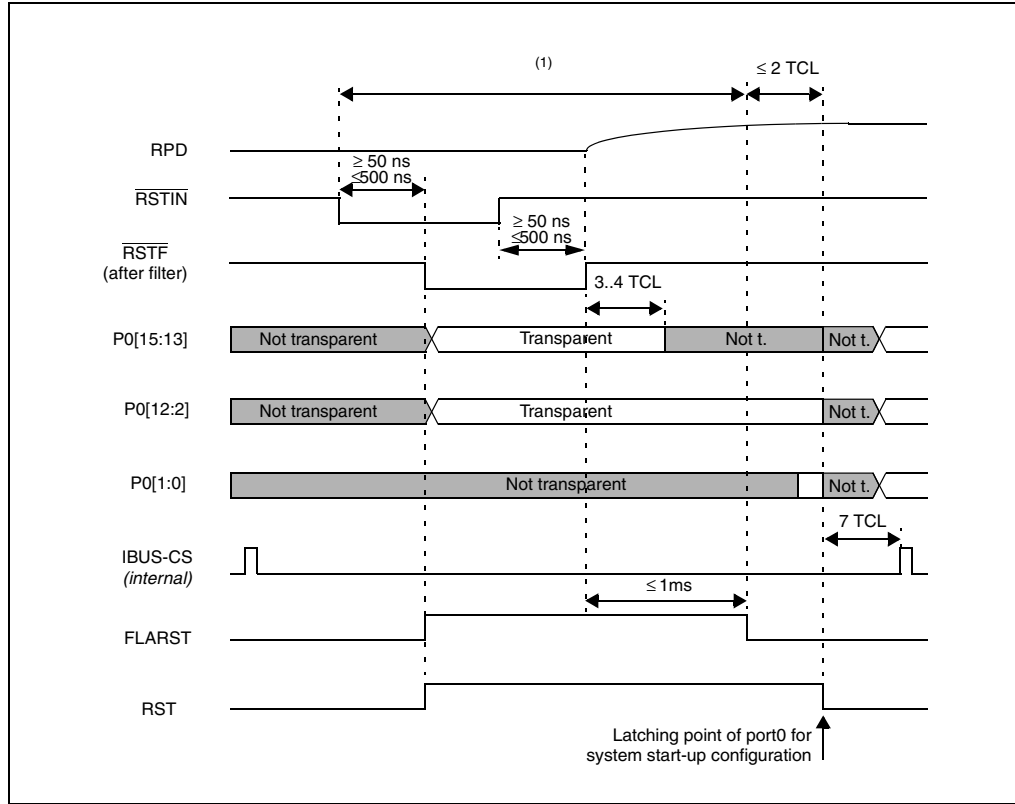 (1)
≤ 2 TCL
RPD
≥ 50 ns
≤500 ns
RSTIN
≥ 50 ns
≤500 ns
RSTF
(after filter)
3..4 TCL
P0[15:13]
Not transparent
Transparent
Not t.
Not t.
P0[12:2]
Not transparent
Transparent
Not t.
P0[1:0]
Not transparent
Not t.
7 TCL
IBUS-CS
(internal)
≤ 1ms
FLARST
RST
Latching point of port0 for
system start-up configuration